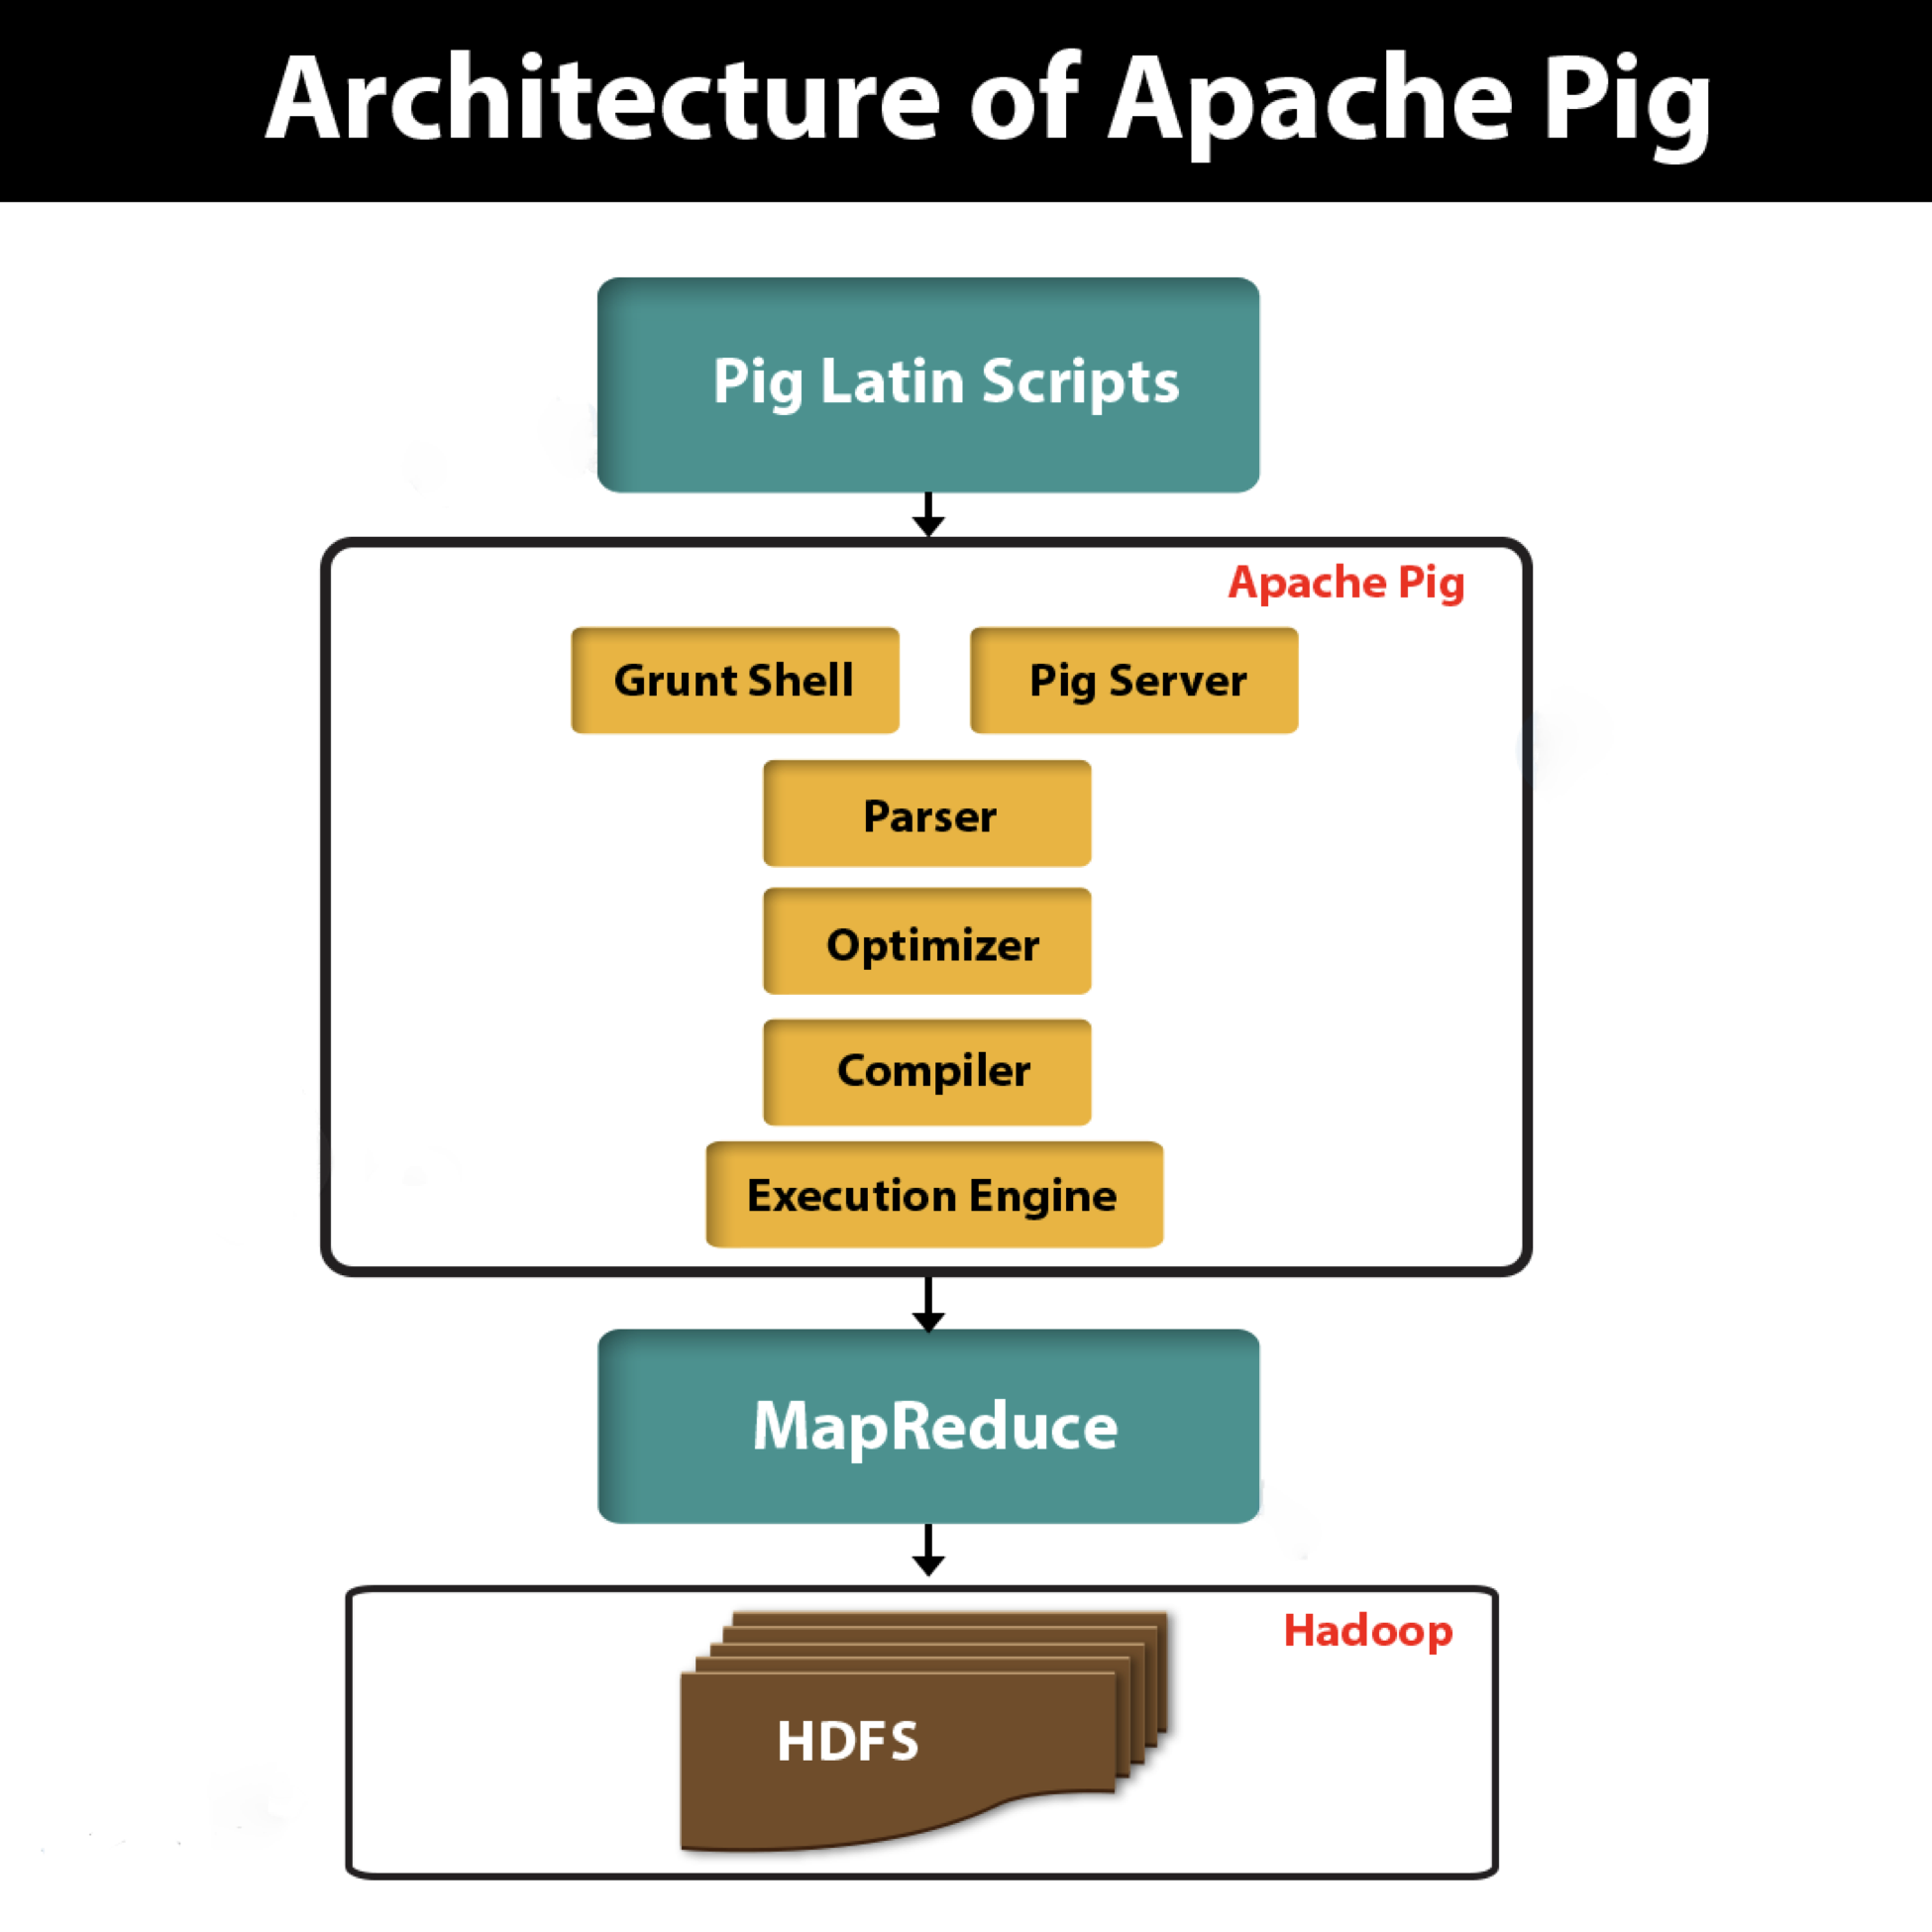 Architecture of Apache Pig
Pig Latin Scripts
Apache Pig
Grunt Shell
Pig Server
Parser
Optimizer
Compiler
Execution Engine
MapReduce
Hadoop
HDFS